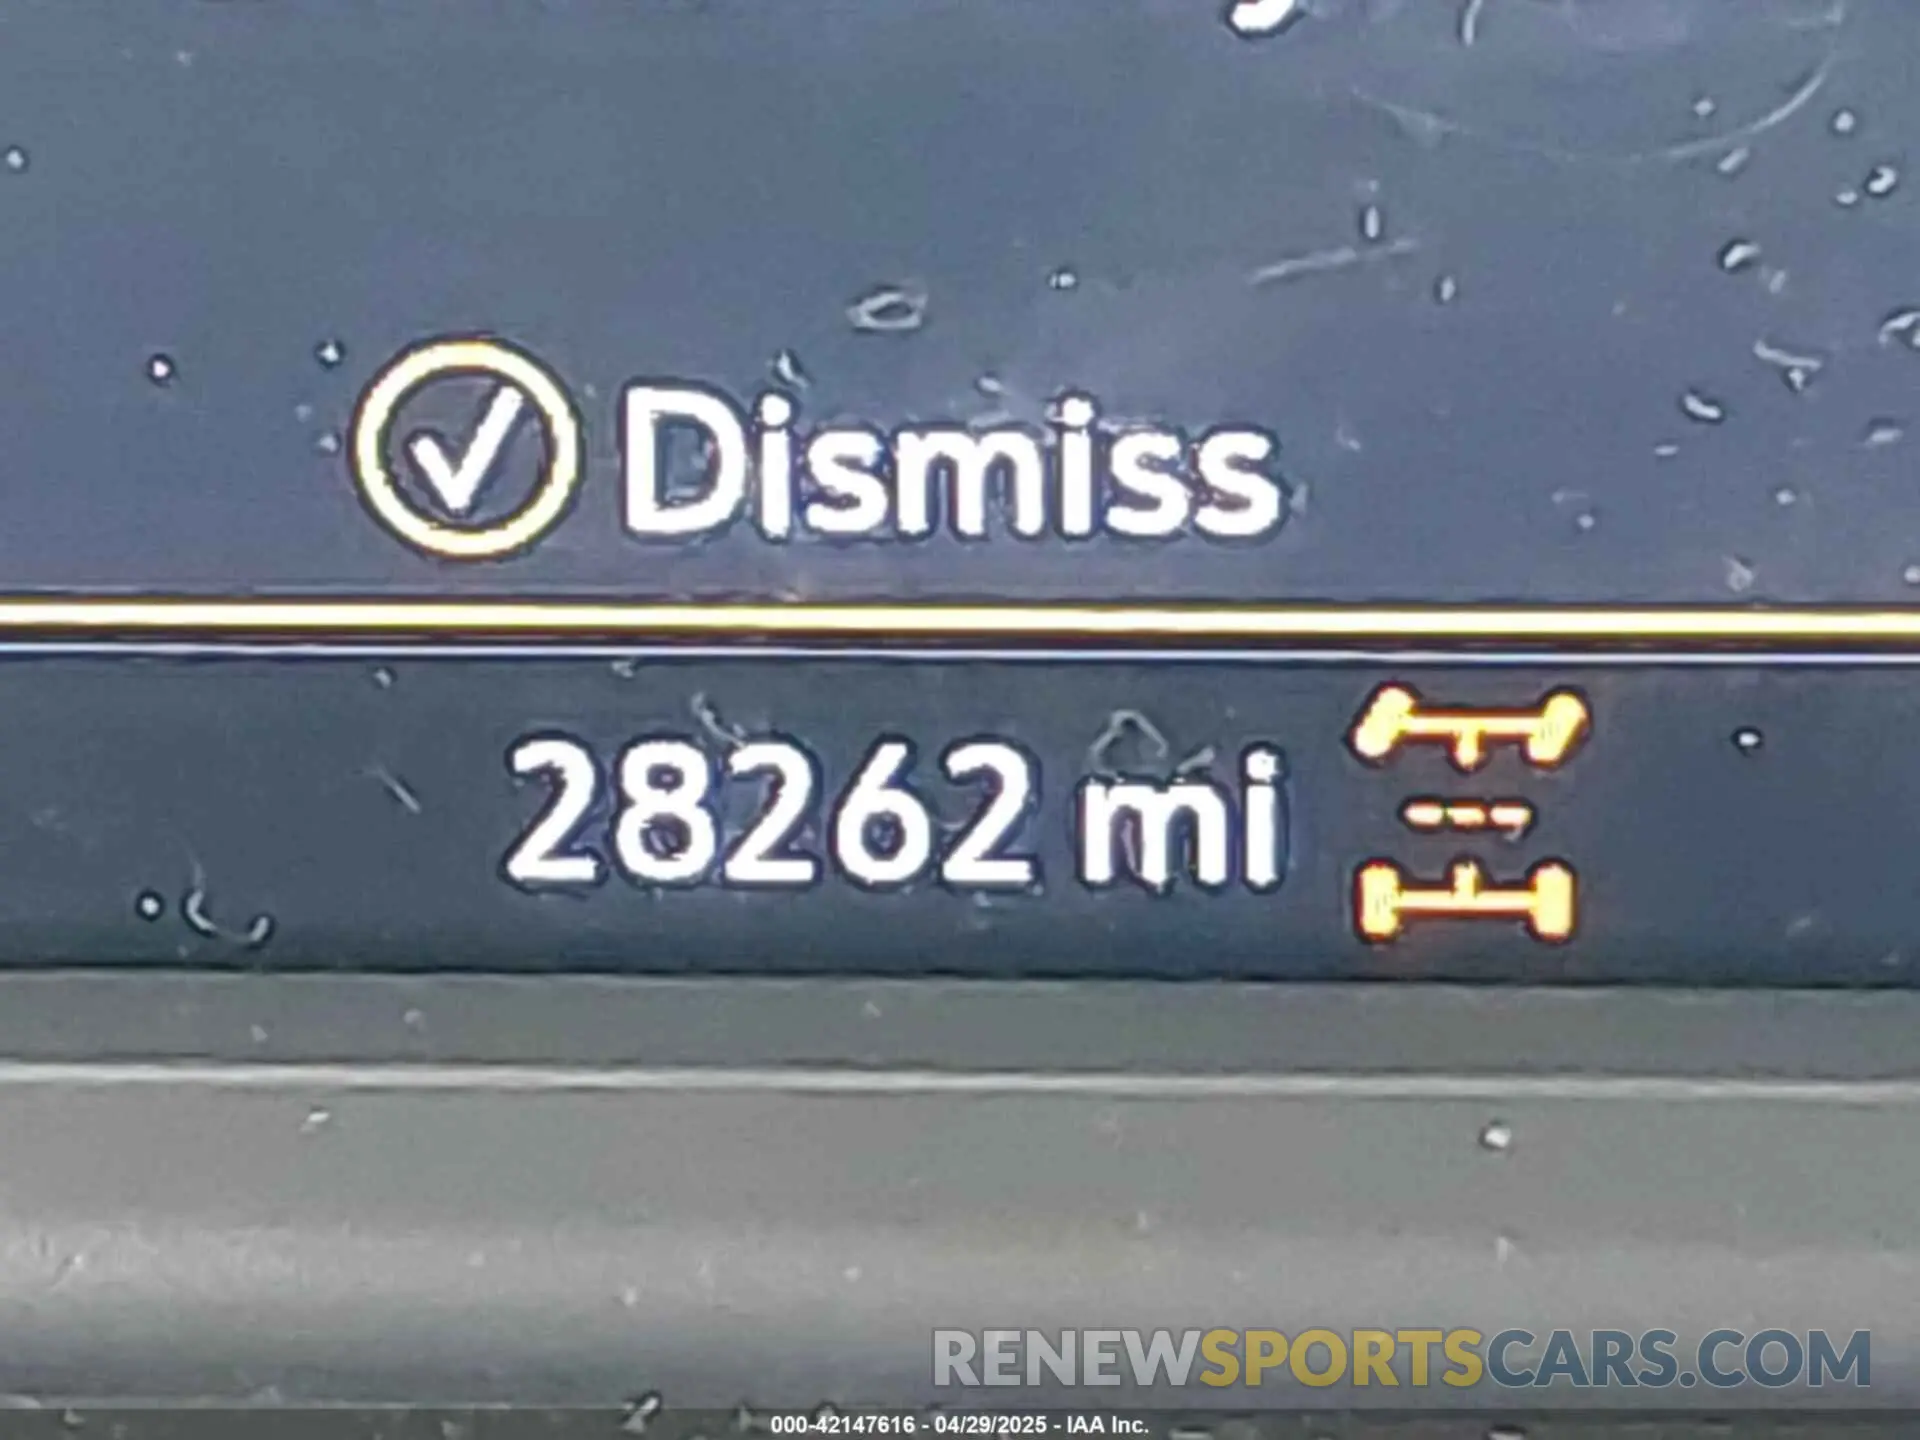 Dismiss
28262 mi
RENEWSPORTSCARS.COM
000-42147616 - 04/29/2025 - IAA Inc.